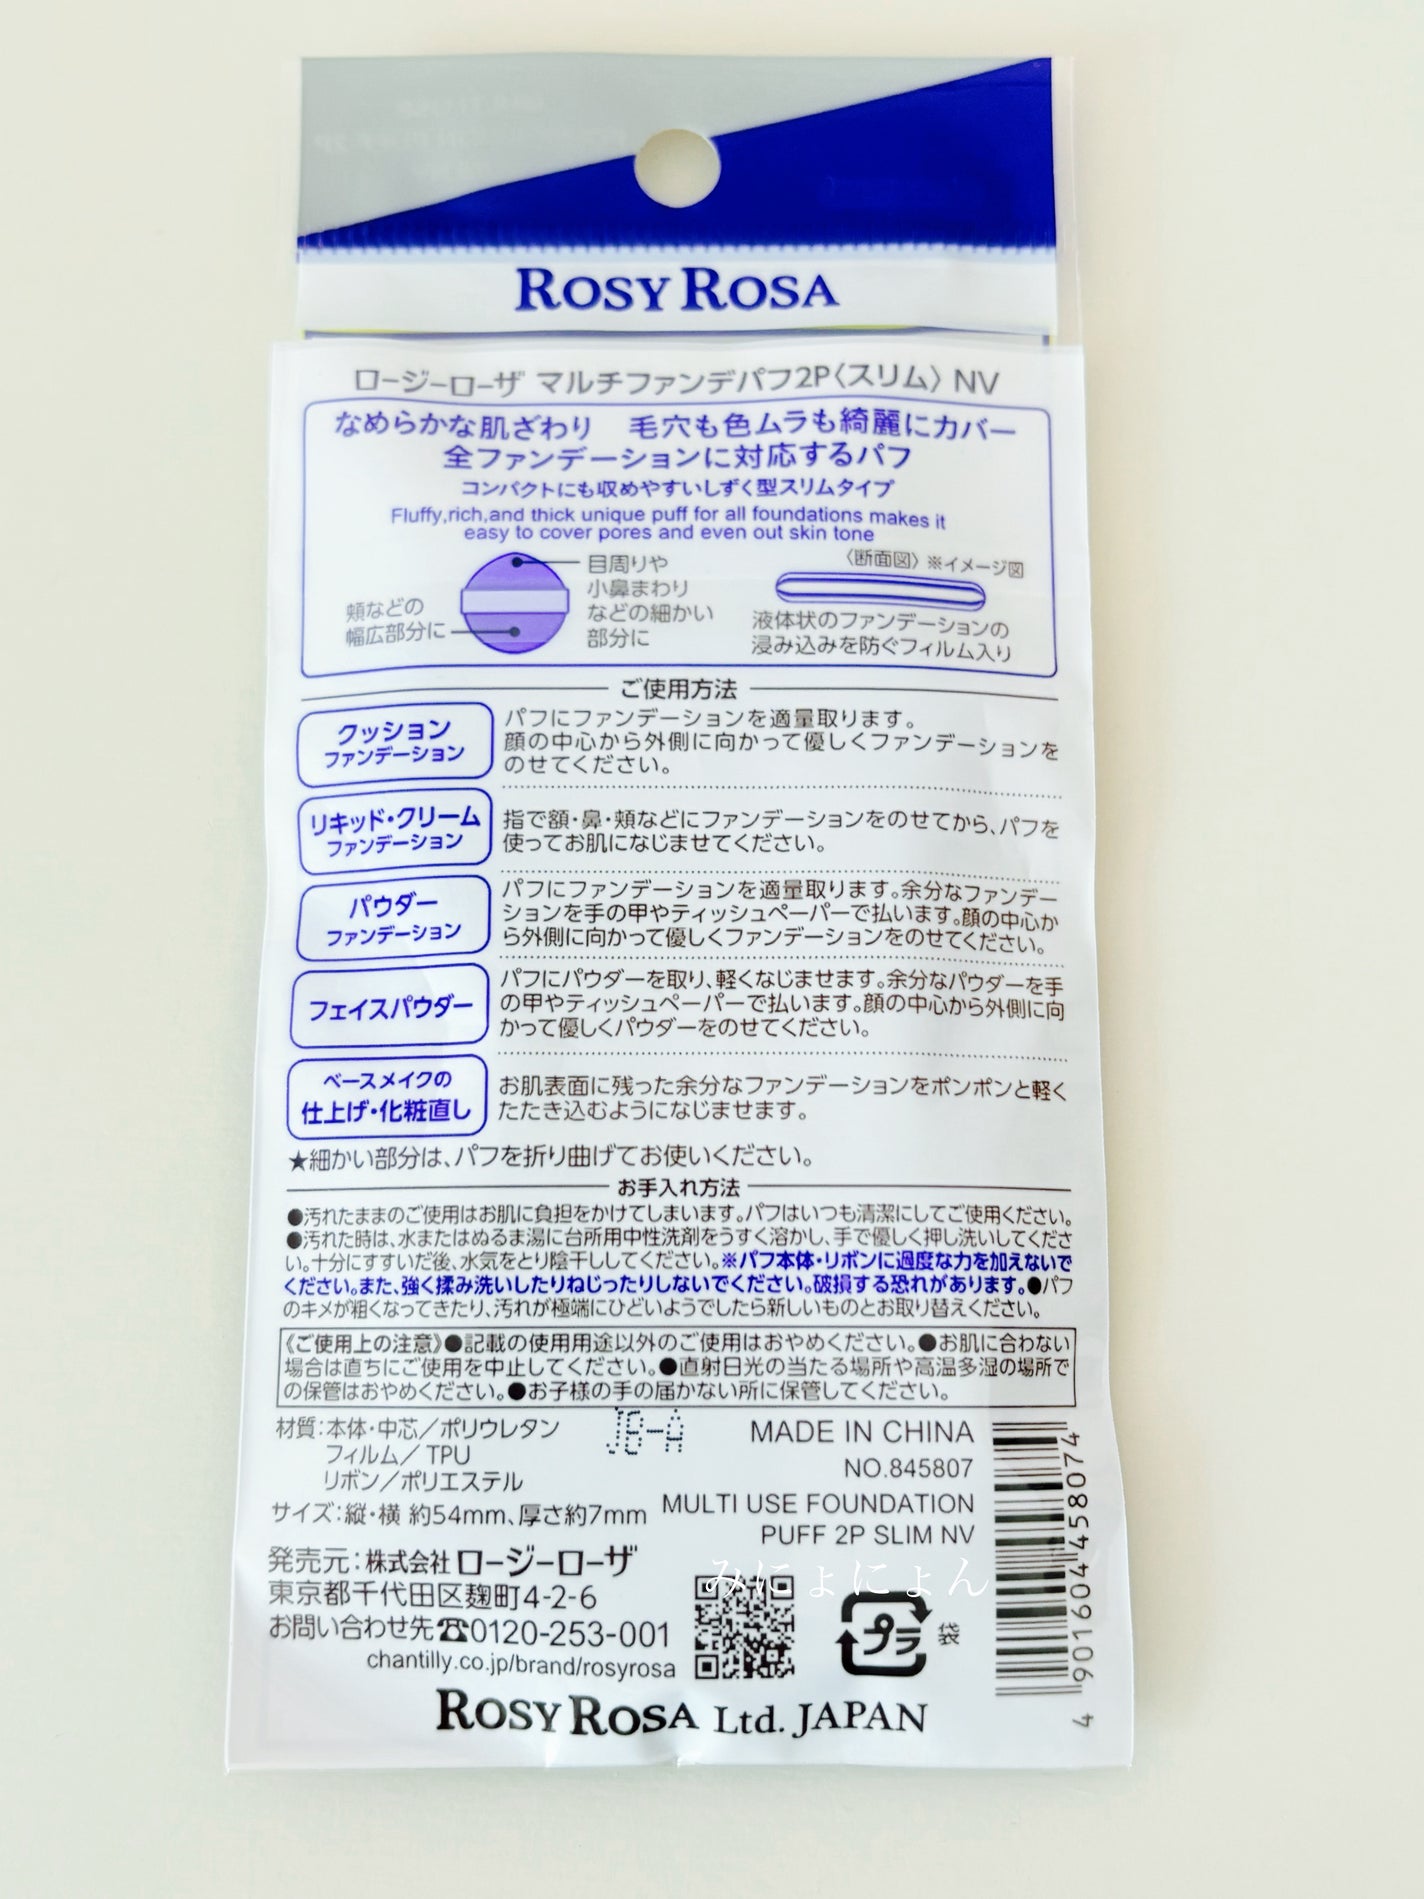 ROSY ROSA
ロージーローザ マルチファンデパフ2P〈スリム〉NV
なめらかな肌ざわり 毛穴も色ムラも綺麗にカバー
全ファンデーションに対応するパフ
コンパクトにも収めやすいしずく型スリムタイプ
Fluffy,rich,and thick unique puff for all foundations makes it
easy to cover pores and even out skin tone
頬などの
幅広部分に
目周りや
小鼻まわり
などの細かい
部分に
〈断面図〉※イメージ図
液体状のファンデーションの
浸み込みを防ぐフィルム入り
ご使用方法
クッション
ファンデーション
パフにファンデーションを適量取ります。
顔の中心から外側に向かって優しくファンデーションを
のせてください。
リキッド・クリーム
ファンデーション
指で額・鼻・頬などにファンデーションをのせてから、パフを
使ってお肌になじませてください。
パウダー
ファンデーション
パフにファンデーションを適量取ります。余分なファンデー
ションを手の甲やティッシュペーパーで払います。顔の中心か
ら外側に向かって優しくファンデーションをのせてください。
フェイスパウダー
パフにパウダーを取り、軽くなじませます。余分なパウダーを手
の甲やティッシュペーパーで払います。顔の中心から外側に向
かって優しくパウダーをのせてください。
ベースメイクの
仕上げ・化粧直し
お肌表面に残った余分なファンデーションをポンポンと軽く
たたき込むようになじませます。
★細かい部分は、パフを折り曲げてお使いください。
お手入れ方法
●汚れたままのご使用はお肌に負担をかけてしまいます。パフはいつも清潔にしてご使用ください。
●汚れた時は、水またはぬるま湯に台所用中性洗剤をうすく溶かし、手で優しく押し洗いしてくださ
い。十分にすすいだ後、水気をとり陰干ししてください。※パフ本体・リボンに過度な力を加えないで
ください。また、強く揉み洗いしたりねじったりしないでください。破損する恐れがあります。●パフ
のキメが粗くなってきたり、汚れが極端にひどいようでしたら新しいものとお取り替えください。
《ご使用上の注意》●記載の使用用途以外のご使用はおやめください。●お肌に合わない
場合は直ちにご使用を中止してください。●直射日光の当たる場所や高温多湿の場所で
の保管はおやめください。●お子様の手の届かない所に保管してください。
材質：本体・中芯／ポリウレタン
フィルム／TPU
リボン／ポリエステル
サイズ：縦・横 約54mm、厚さ約7mm
JB-A
MADE IN CHINA
NO.845807
MULTI USE FOUNDATION
PUFF 2P SLIM NV
発売元：株式会社ロージーローザ
東京都千代田区麹町4-2-6
お問い合わせ先☎0120-253-001
chantilly.co.jp/brand/rosyrosa
みにょにょん
プラ
袋
4 901604 458074
ROSY ROSA Ltd. JAPAN